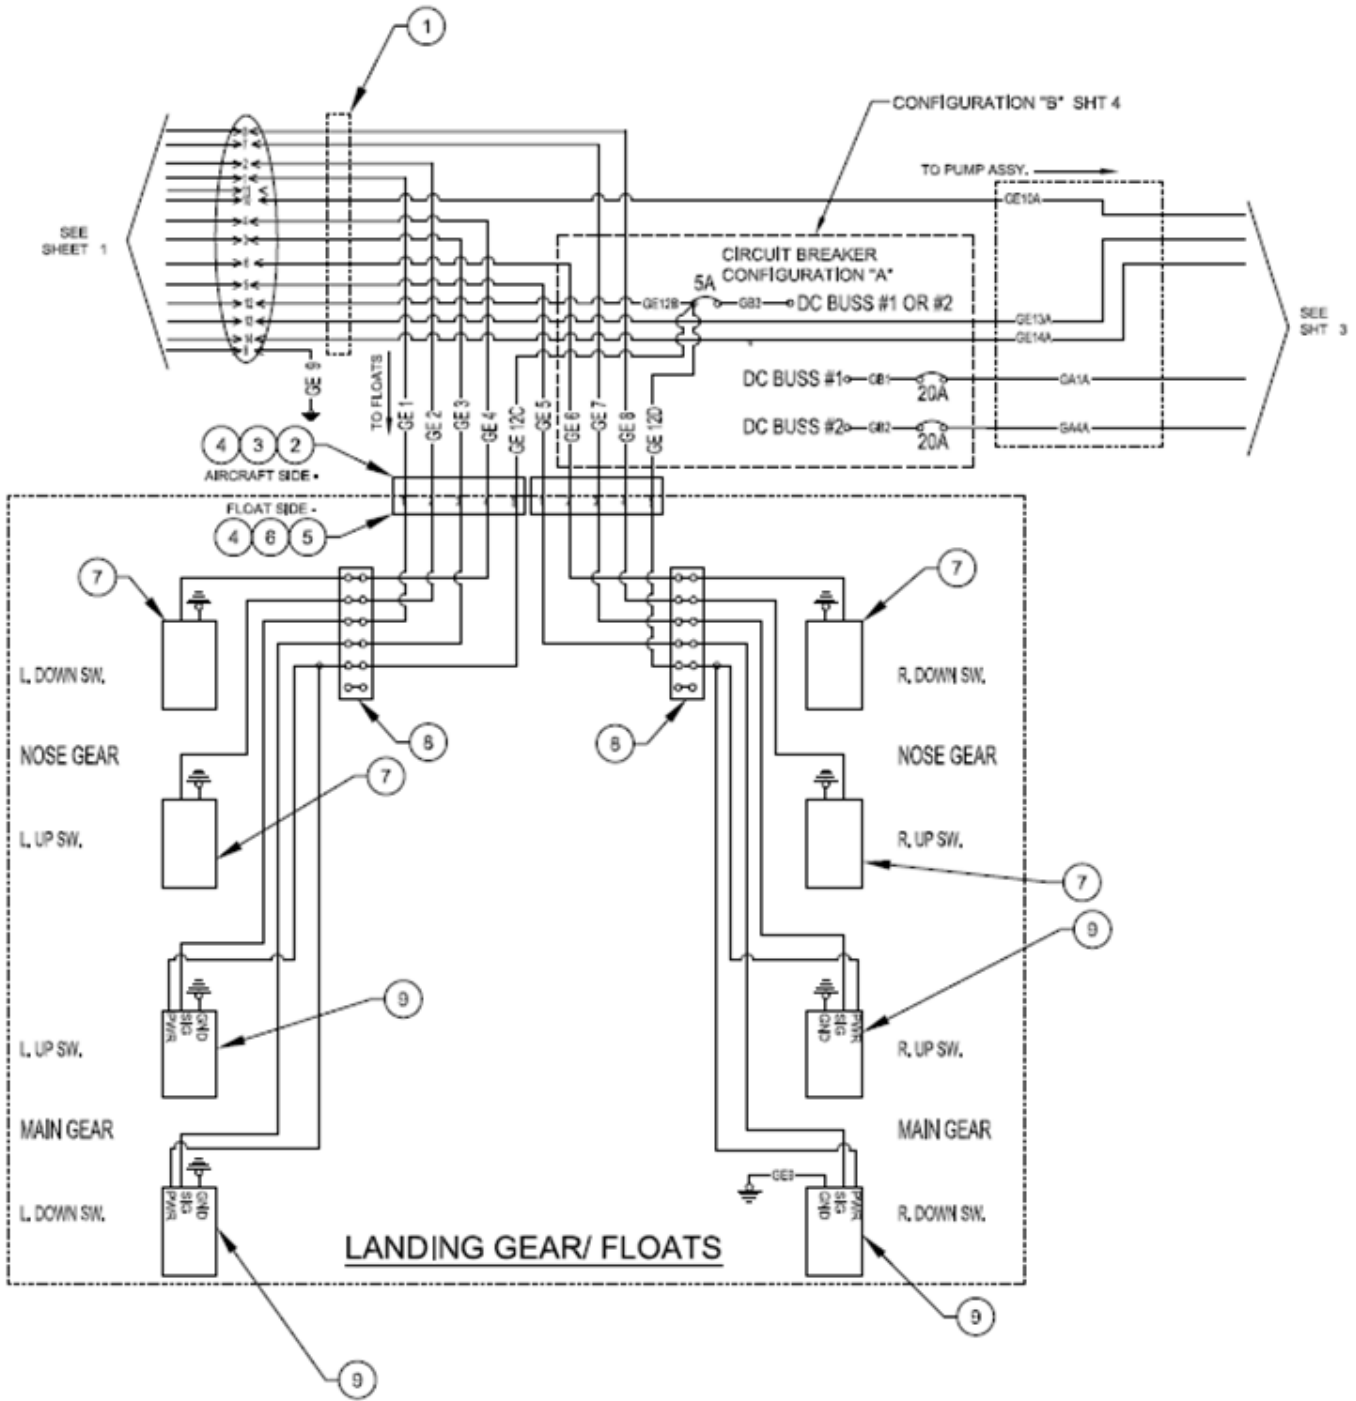 1
CONFIGURATION "B" SHT 4
TO PUMP ASSY.
GE10A
SEE
SHEET 1
CIRCUIT BREAKER
CONFIGURATION "A"
5A
GE12B
GB3
DC BUSS #1 OR #2
GE13A
GE14A
SEE
SHT 3
GE 9
TO FLOATS
DC BUSS #1
GB1
20A
GA1A
DC BUSS #2
GB2
20A
GA4A
GE 1
GE 2
GE 3
GE 4
GE 12C
GE 5
GE 6
GE 7
GE 8
GE 12D
4 3 2
AIRCRAFT SIDE
FLOAT SIDE
4 6 5
7
7
L. DOWN SW.
R. DOWN SW.
8
8
NOSE GEAR
NOSE GEAR
7
L. UP SW.
R. UP SW.
7
9
9
PWR
SIG
GND
GND
SIG
PWR
L. UP SW.
R. UP SW.
MAIN GEAR
MAIN GEAR
PWR
SIG
GND
GND
SIG
PWR
L. DOWN SW.
R. DOWN SW.
LANDING GEAR/ FLOATS
9
9